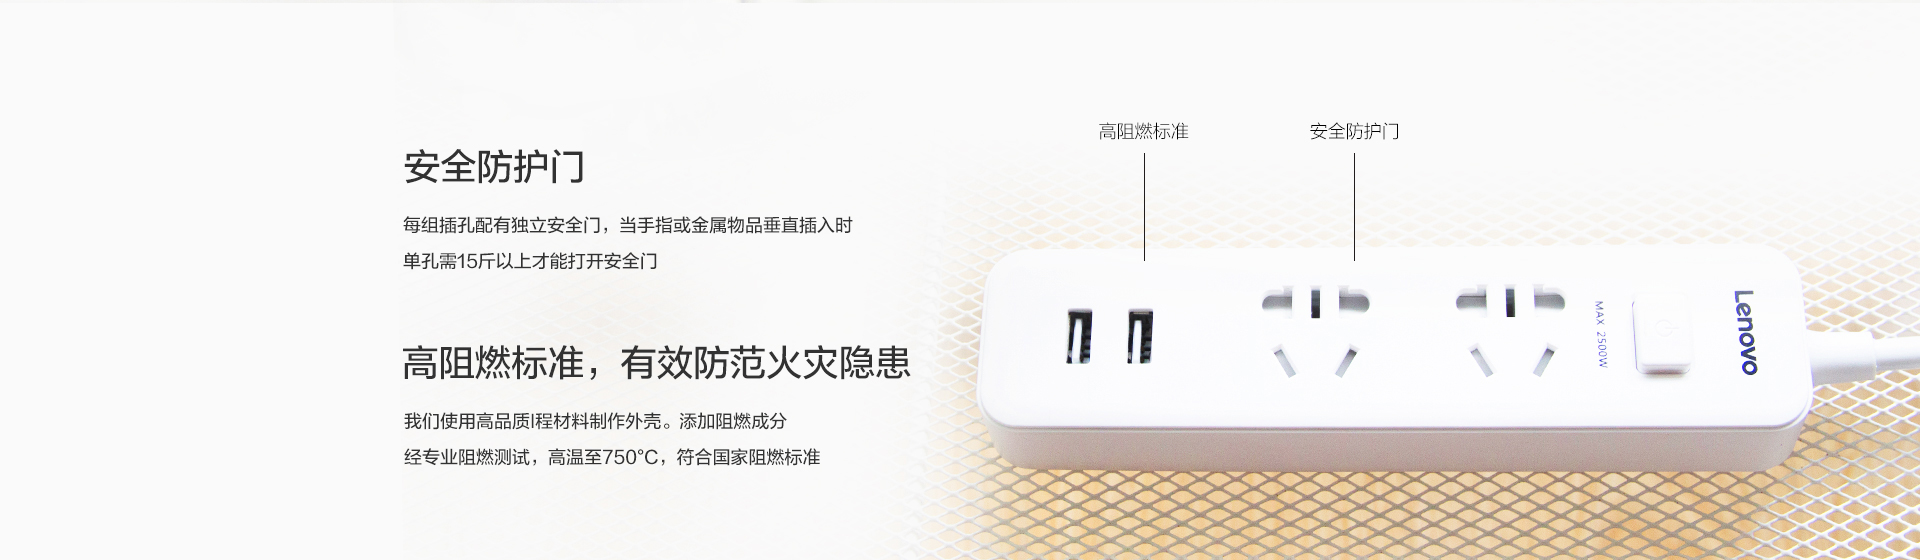 安全防护门
每组插孔配有独立安全门，当手指或金属物品垂直插入时
单孔需15斤以上才能打开安全门
高阻燃标准，有效防范火灾隐患
我们使用高品质I程材料制作外壳。添加阻燃成分
经专业阻燃测试，高温至750°C，符合国家阻燃标准
高阻燃标准
安全防护门
MAX 2500W
Lenovo